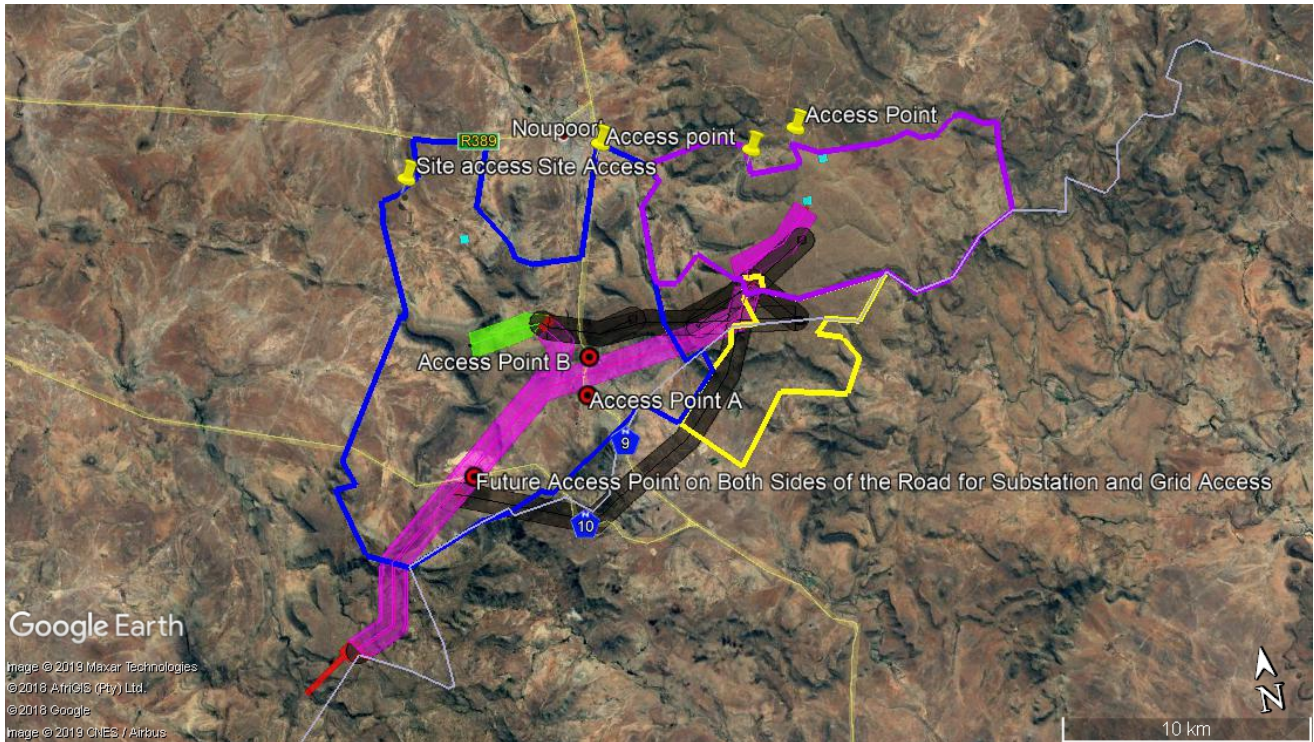 Access Point
R389
Noupoort
Access point
Site access
Site Access
Access Point B
Access Point A
N
9
Future Access Point on Both Sides of the Road for Substation and Grid Access
N
10
Google Earth
Image © 2019 Maxar Technologies
© 2018 AfriGIS (Pty) Ltd.
© 2018 Google
Image © 2019 CNES / Airbus
N
10 km